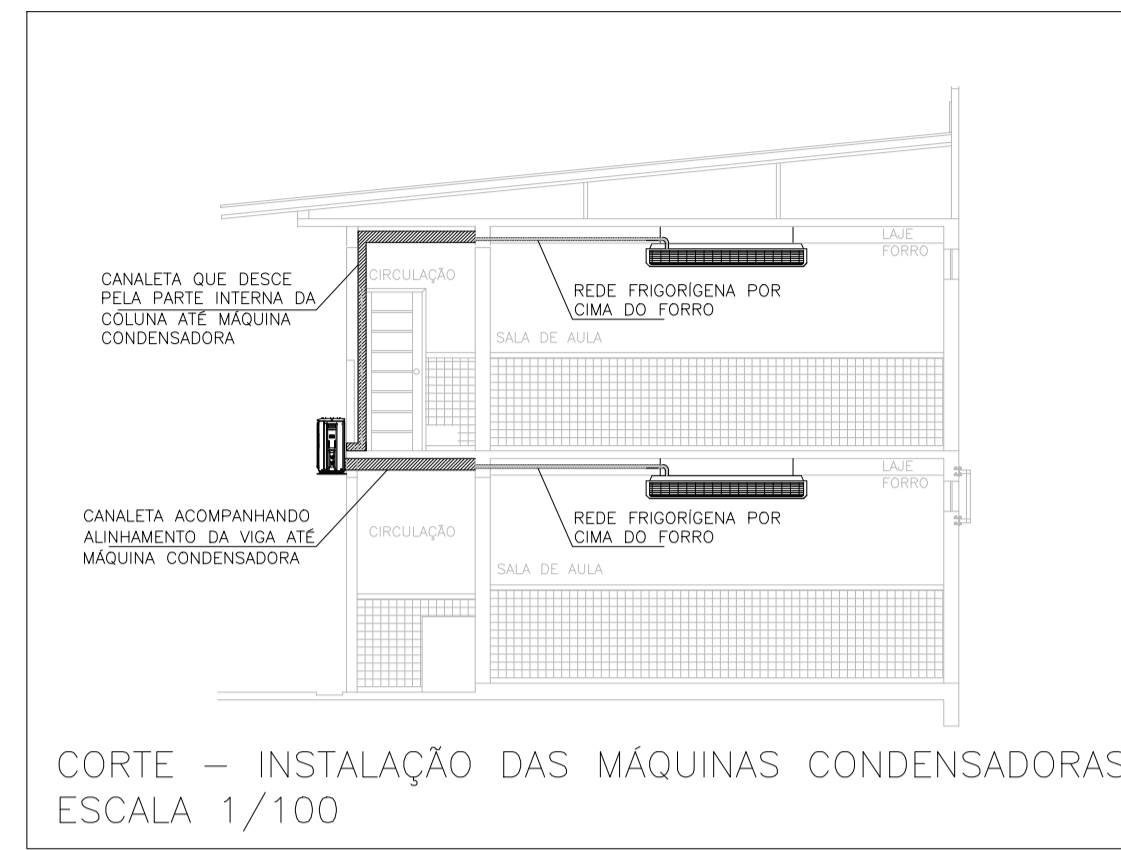 LAJE
FORRO
CIRCULAÇÃO
CANALETA QUE DESCE
PELA PARTE INTERNA DA
COLUNA ATÉ MÁQUINA
CONDENSADORA
REDE FRIGORÍGENA POR
CIMA DO FORRO
SALA DE AULA
LAJE
FORRO
CANALETA ACOMPANHANDO
ALINHAMENTO DA VIGA ATÉ
MÁQUINA CONDENSADORA
CIRCULAÇÃO
REDE FRIGORÍGENA POR
CIMA DO FORRO
SALA DE AULA
CORTE – INSTALAÇÃO DAS MÁQUINAS CONDENSADORAS
ESCALA 1/100